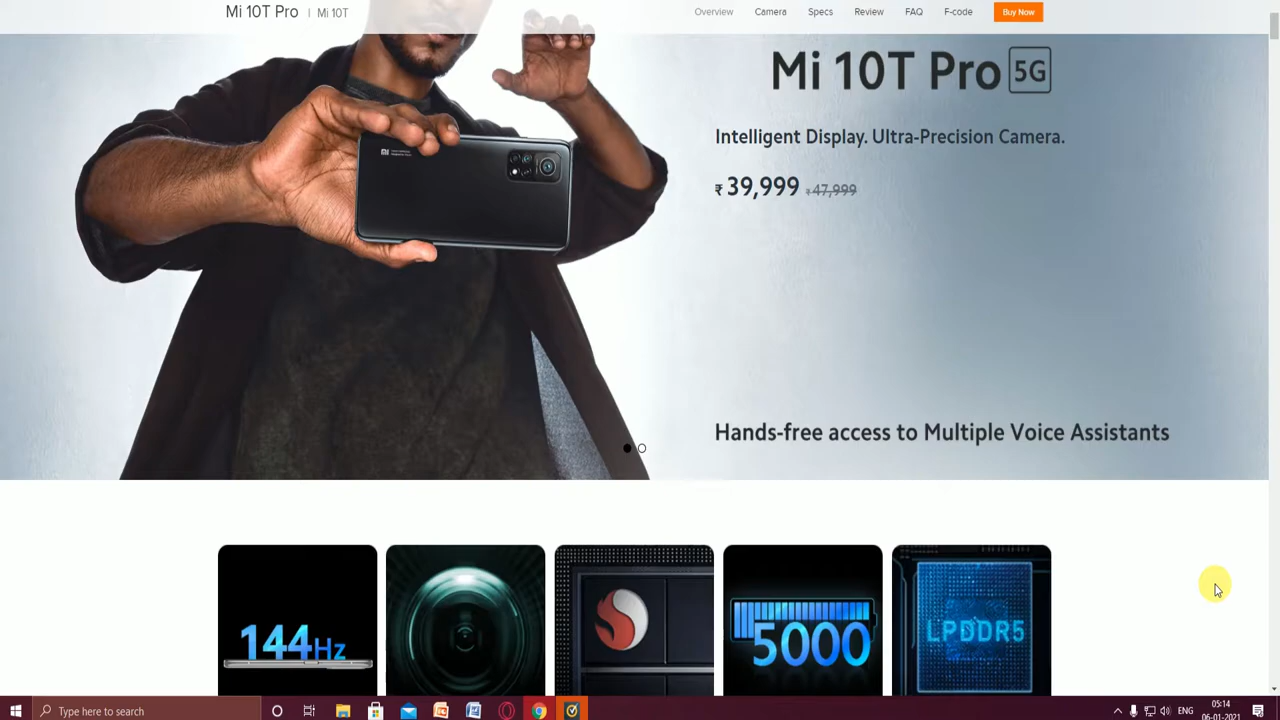 Mi 10T Pro | Mi 10T
Overview Camera Specs Review FAQ F-code Buy Now
Mi 10T Pro 5G
Intelligent Display. Ultra-Precision Camera.
₹ 39,999 ₹ 47,999
Hands-free access to Multiple Voice Assistants
144Hz
5000
LPDDR5
Type here to search
ENG
05:14
06-01-2021